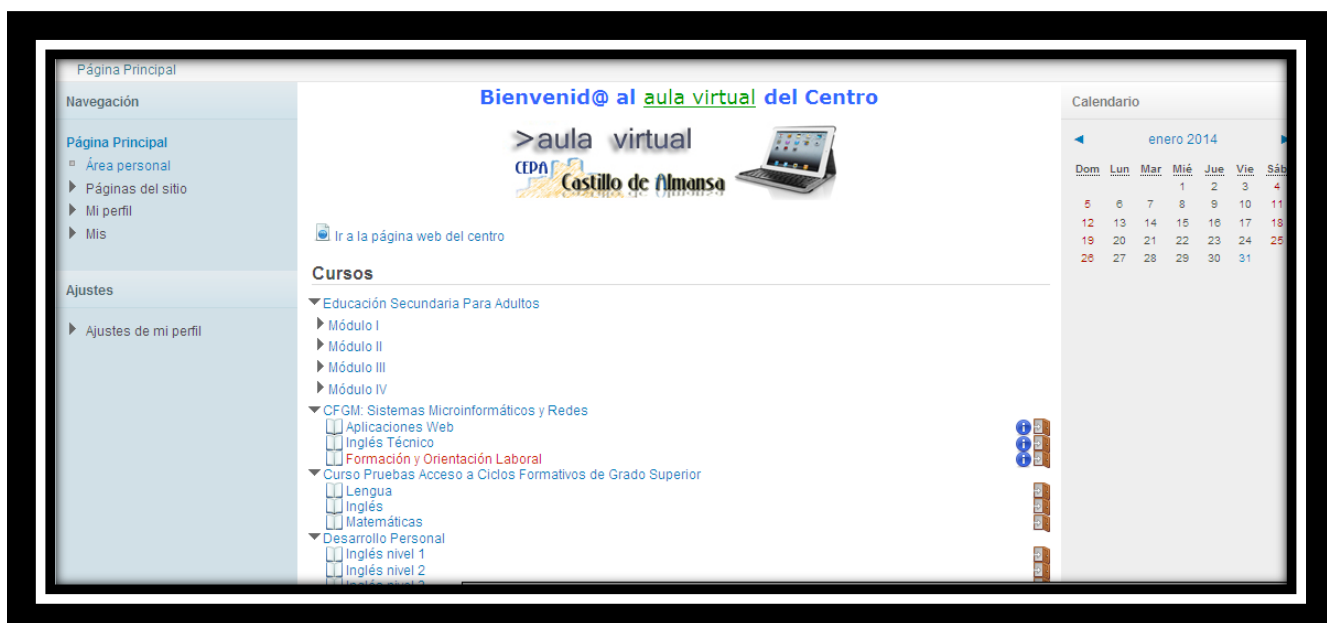 Página Principal
Navegación
Página Principal
Área personal
Páginas del sitio
Mi perfil
Mis
Ajustes
Ajustes de mi perfil
Bienvenid@ al aula virtual del Centro
>aula virtual
CEPA
Castillo de Almansa
Ir a la página web del centro
Cursos
Educación Secundaria Para Adultos
Módulo I
Módulo II
Módulo III
Módulo IV
CFGM: Sistemas Microinformáticos y Redes
Aplicaciones Web
Inglés Técnico
Formación y Orientación Laboral
Curso Pruebas Acceso a Ciclos Formativos de Grado Superior
Lengua
Inglés
Matemáticas
Desarrollo Personal
Inglés nivel 1
Inglés nivel 2
Calendario
enero 2014
Dom Lun Mar Mié Jue Vie Sáb
1 2 3 4
5 6 7 8 9 10 11
12 13 14 15 16 17 18
19 20 21 22 23 24 25
26 27 28 29 30 31